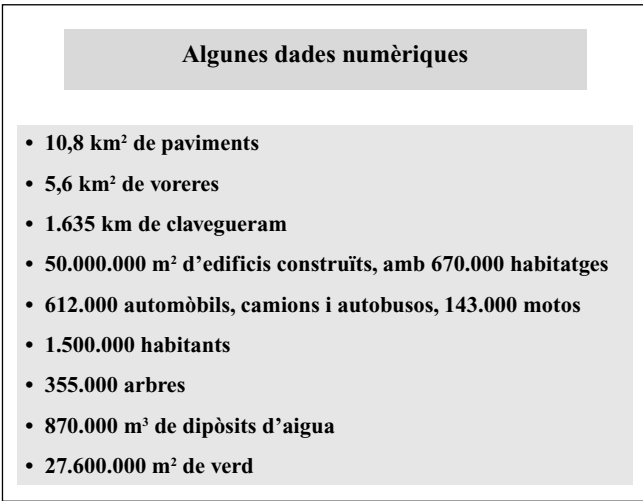 Algunes dades numèriques
• 10,8 km² de paviments
• 5,6 km² de voreres
• 1.635 km de clavegueram
• 50.000.000 m² d’edificis construïts, amb 670.000 habitatges
• 612.000 automòbils, camions i autobusos, 143.000 motos
• 1.500.000 habitants
• 355.000 arbres
• 870.000 m³ de dipòsits d’aigua
• 27.600.000 m² de verd